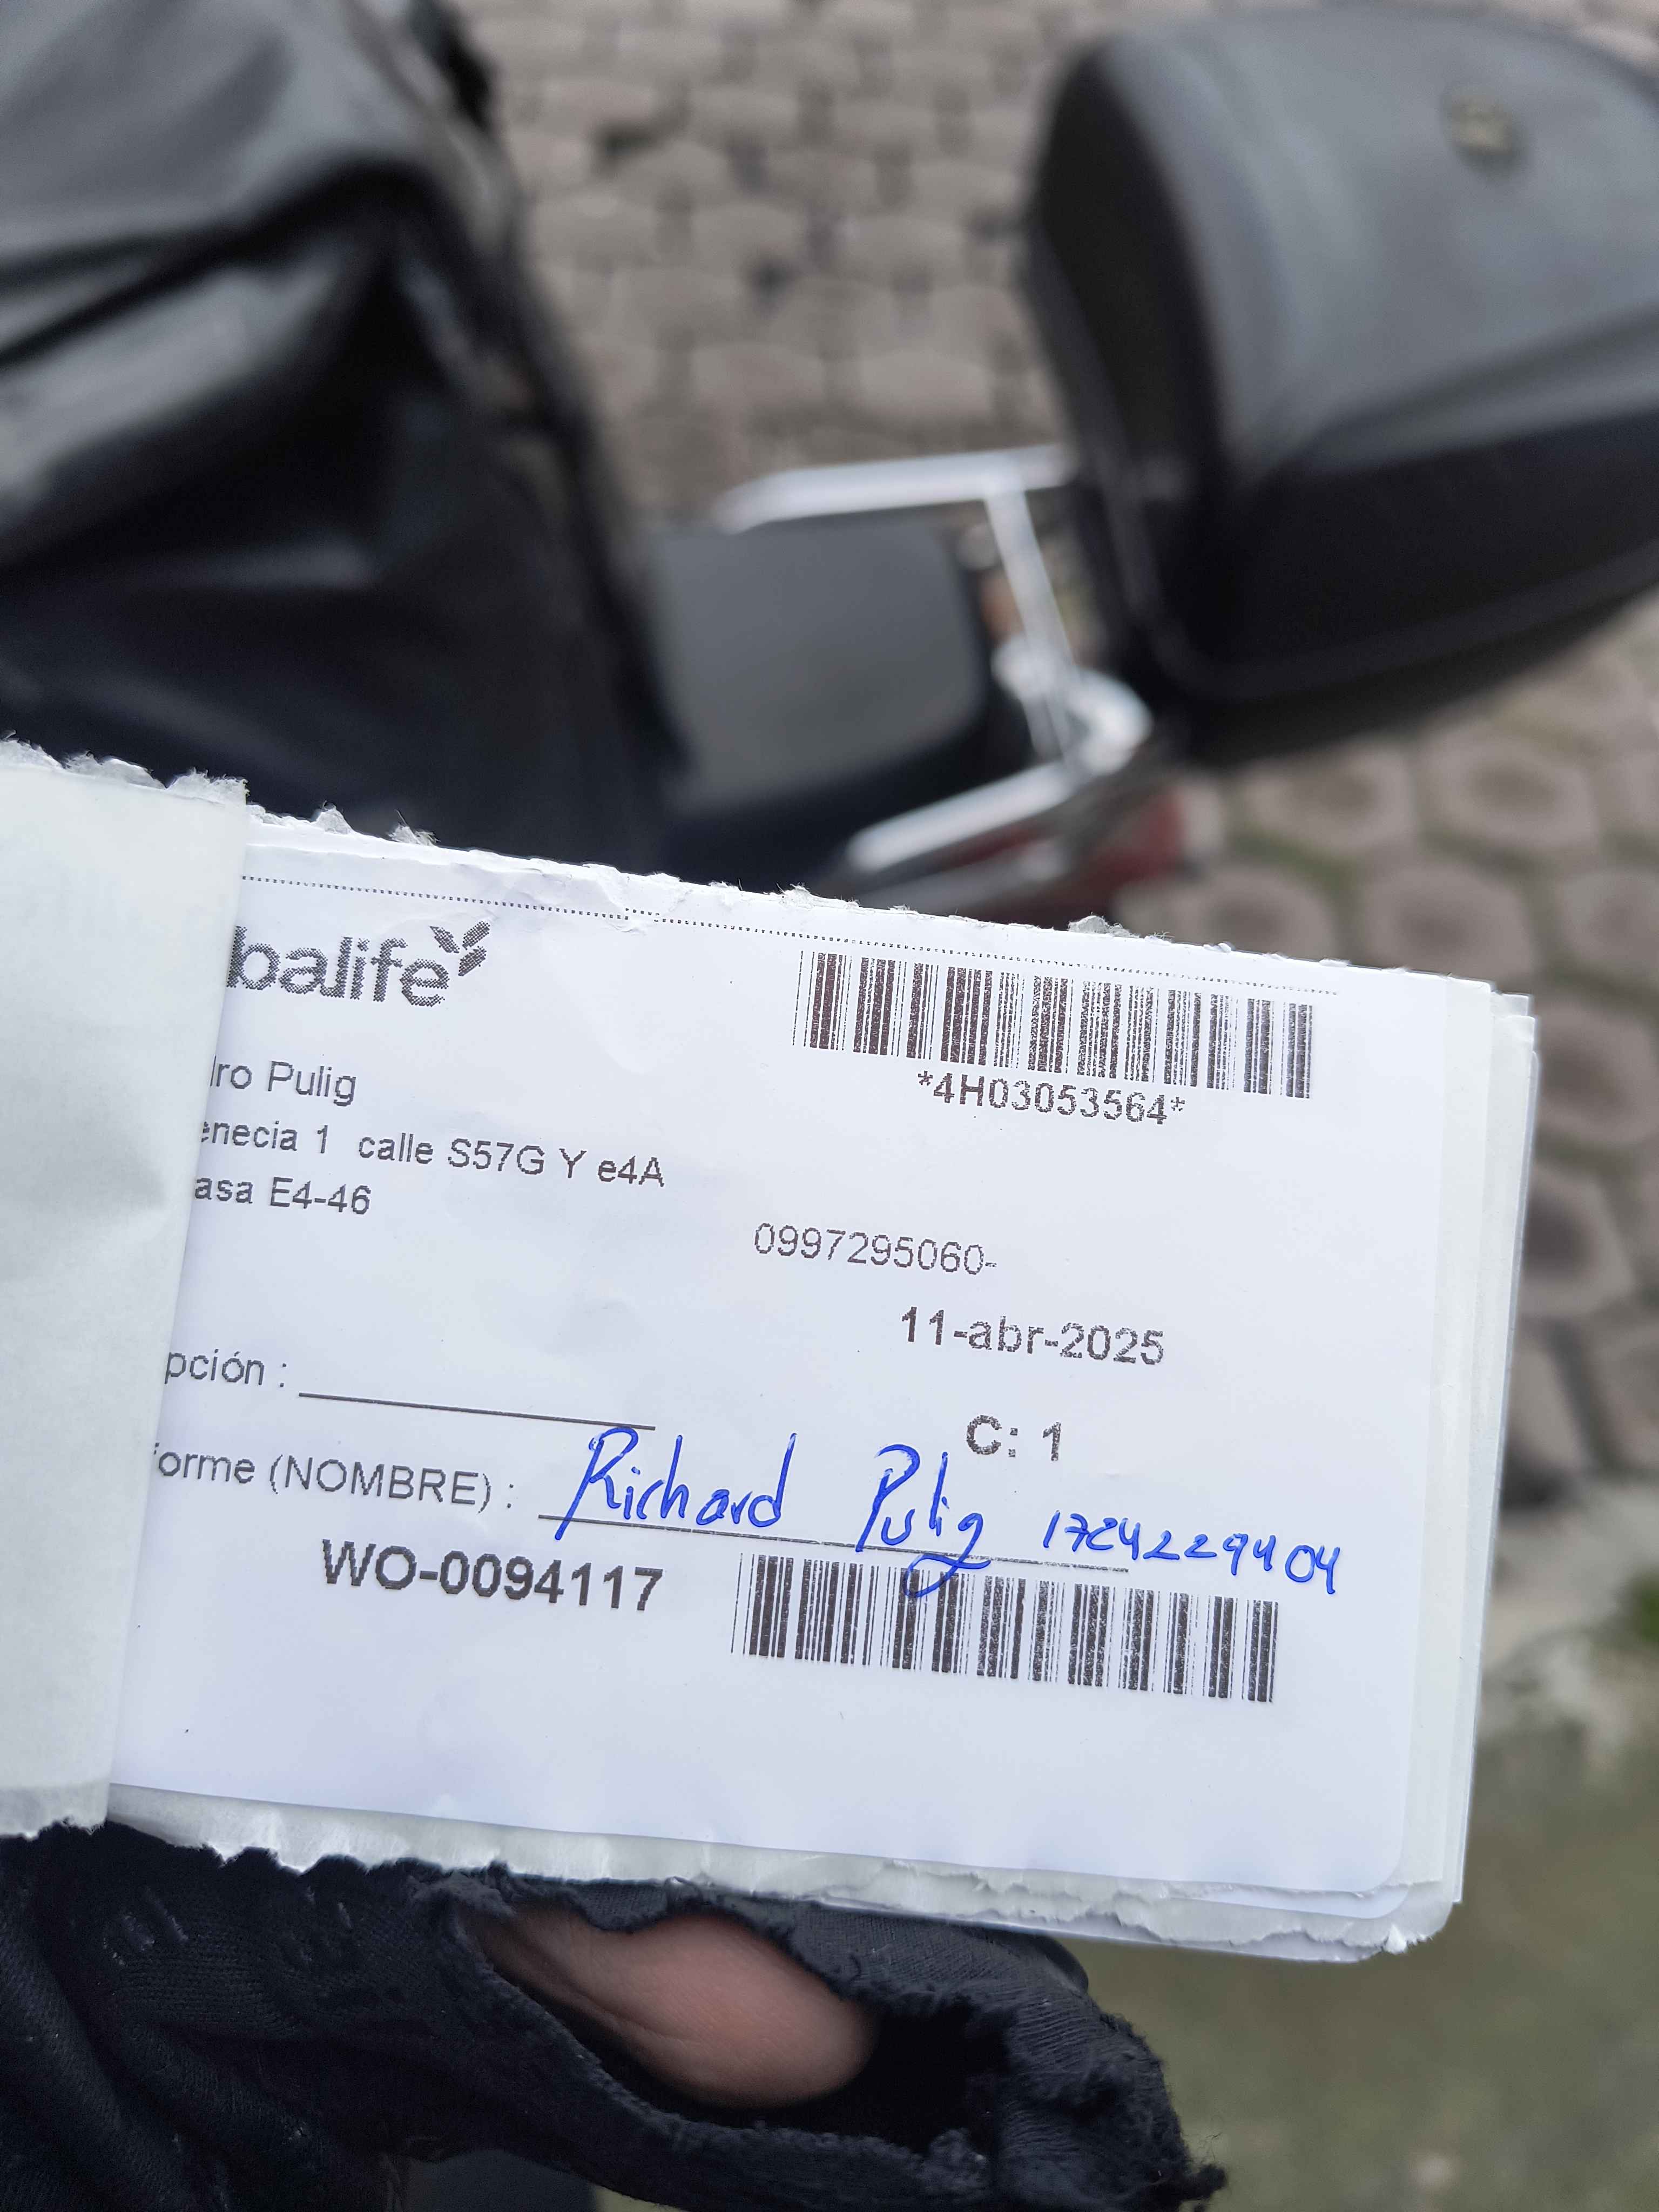 balife
*4H03053564*
dro Pulig
enecia 1 calle S57G Y e4A
asa E4-46
0997295060-
11-abr-2025
pción :
C: 1
forme (NOMBRE) : Richard Pulig 1724229404
WO-0094117